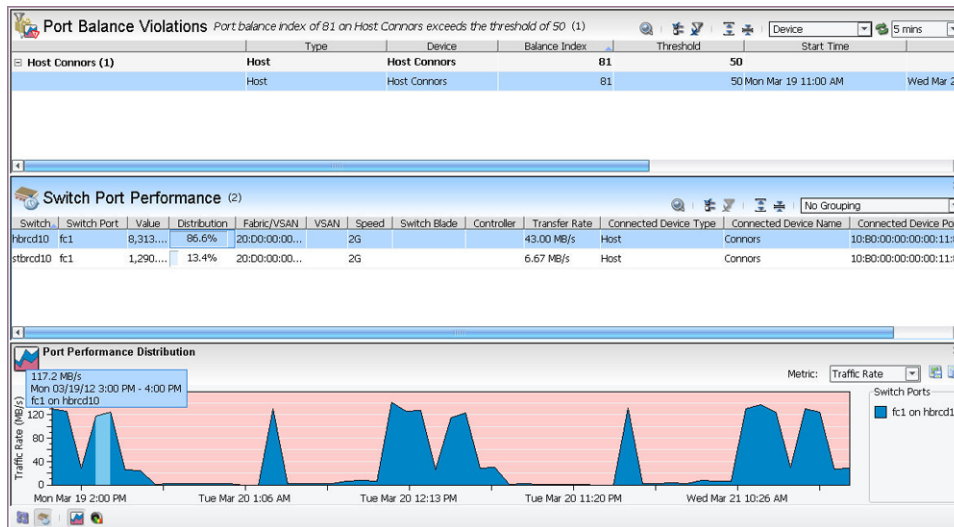 Port Balance Violations Port balance index of 81 on Host Connors exceeds the threshold of 50 (1)
Device 5 mins
Type Device Balance Index Threshold Start Time
Host Connors (1) Host Host Connors 81 50
Host Host Connors 81 50 Mon Mar 19 11:00 AM Wed Mar 2
Switch Port Performance (2)
No Grouping
Switch Switch Port Value Distribution Fabric/VSAN VSAN Speed Switch Blade Controller Transfer Rate Connected Device Type Connected Device Name Connected Device Po
hbrcd10 fc1 8,313.... 86.6% 20:D0:00:00... 2G 43.00 MB/s Host Connors 10:B0:00:00:00:00:11:
stbrcd10 fc1 1,290.... 13.4% 20:D0:00:00... 2G 6.67 MB/s Host Connors 10:B0:00:00:00:00:11:
Port Performance Distribution
117.2 MB/s
Mon 03/19/12 3:00 PM - 4:00 PM
fc1 on hbrcd10
Metric: Traffic Rate
Switch Ports
fc1 on hbrcd1
Traffic Rate (MB/s)
120
80
40
0
Mon Mar 19 2:00 PM Tue Mar 20 1:06 AM Tue Mar 20 12:13 PM Tue Mar 20 11:20 PM Wed Mar 21 10:26 AM